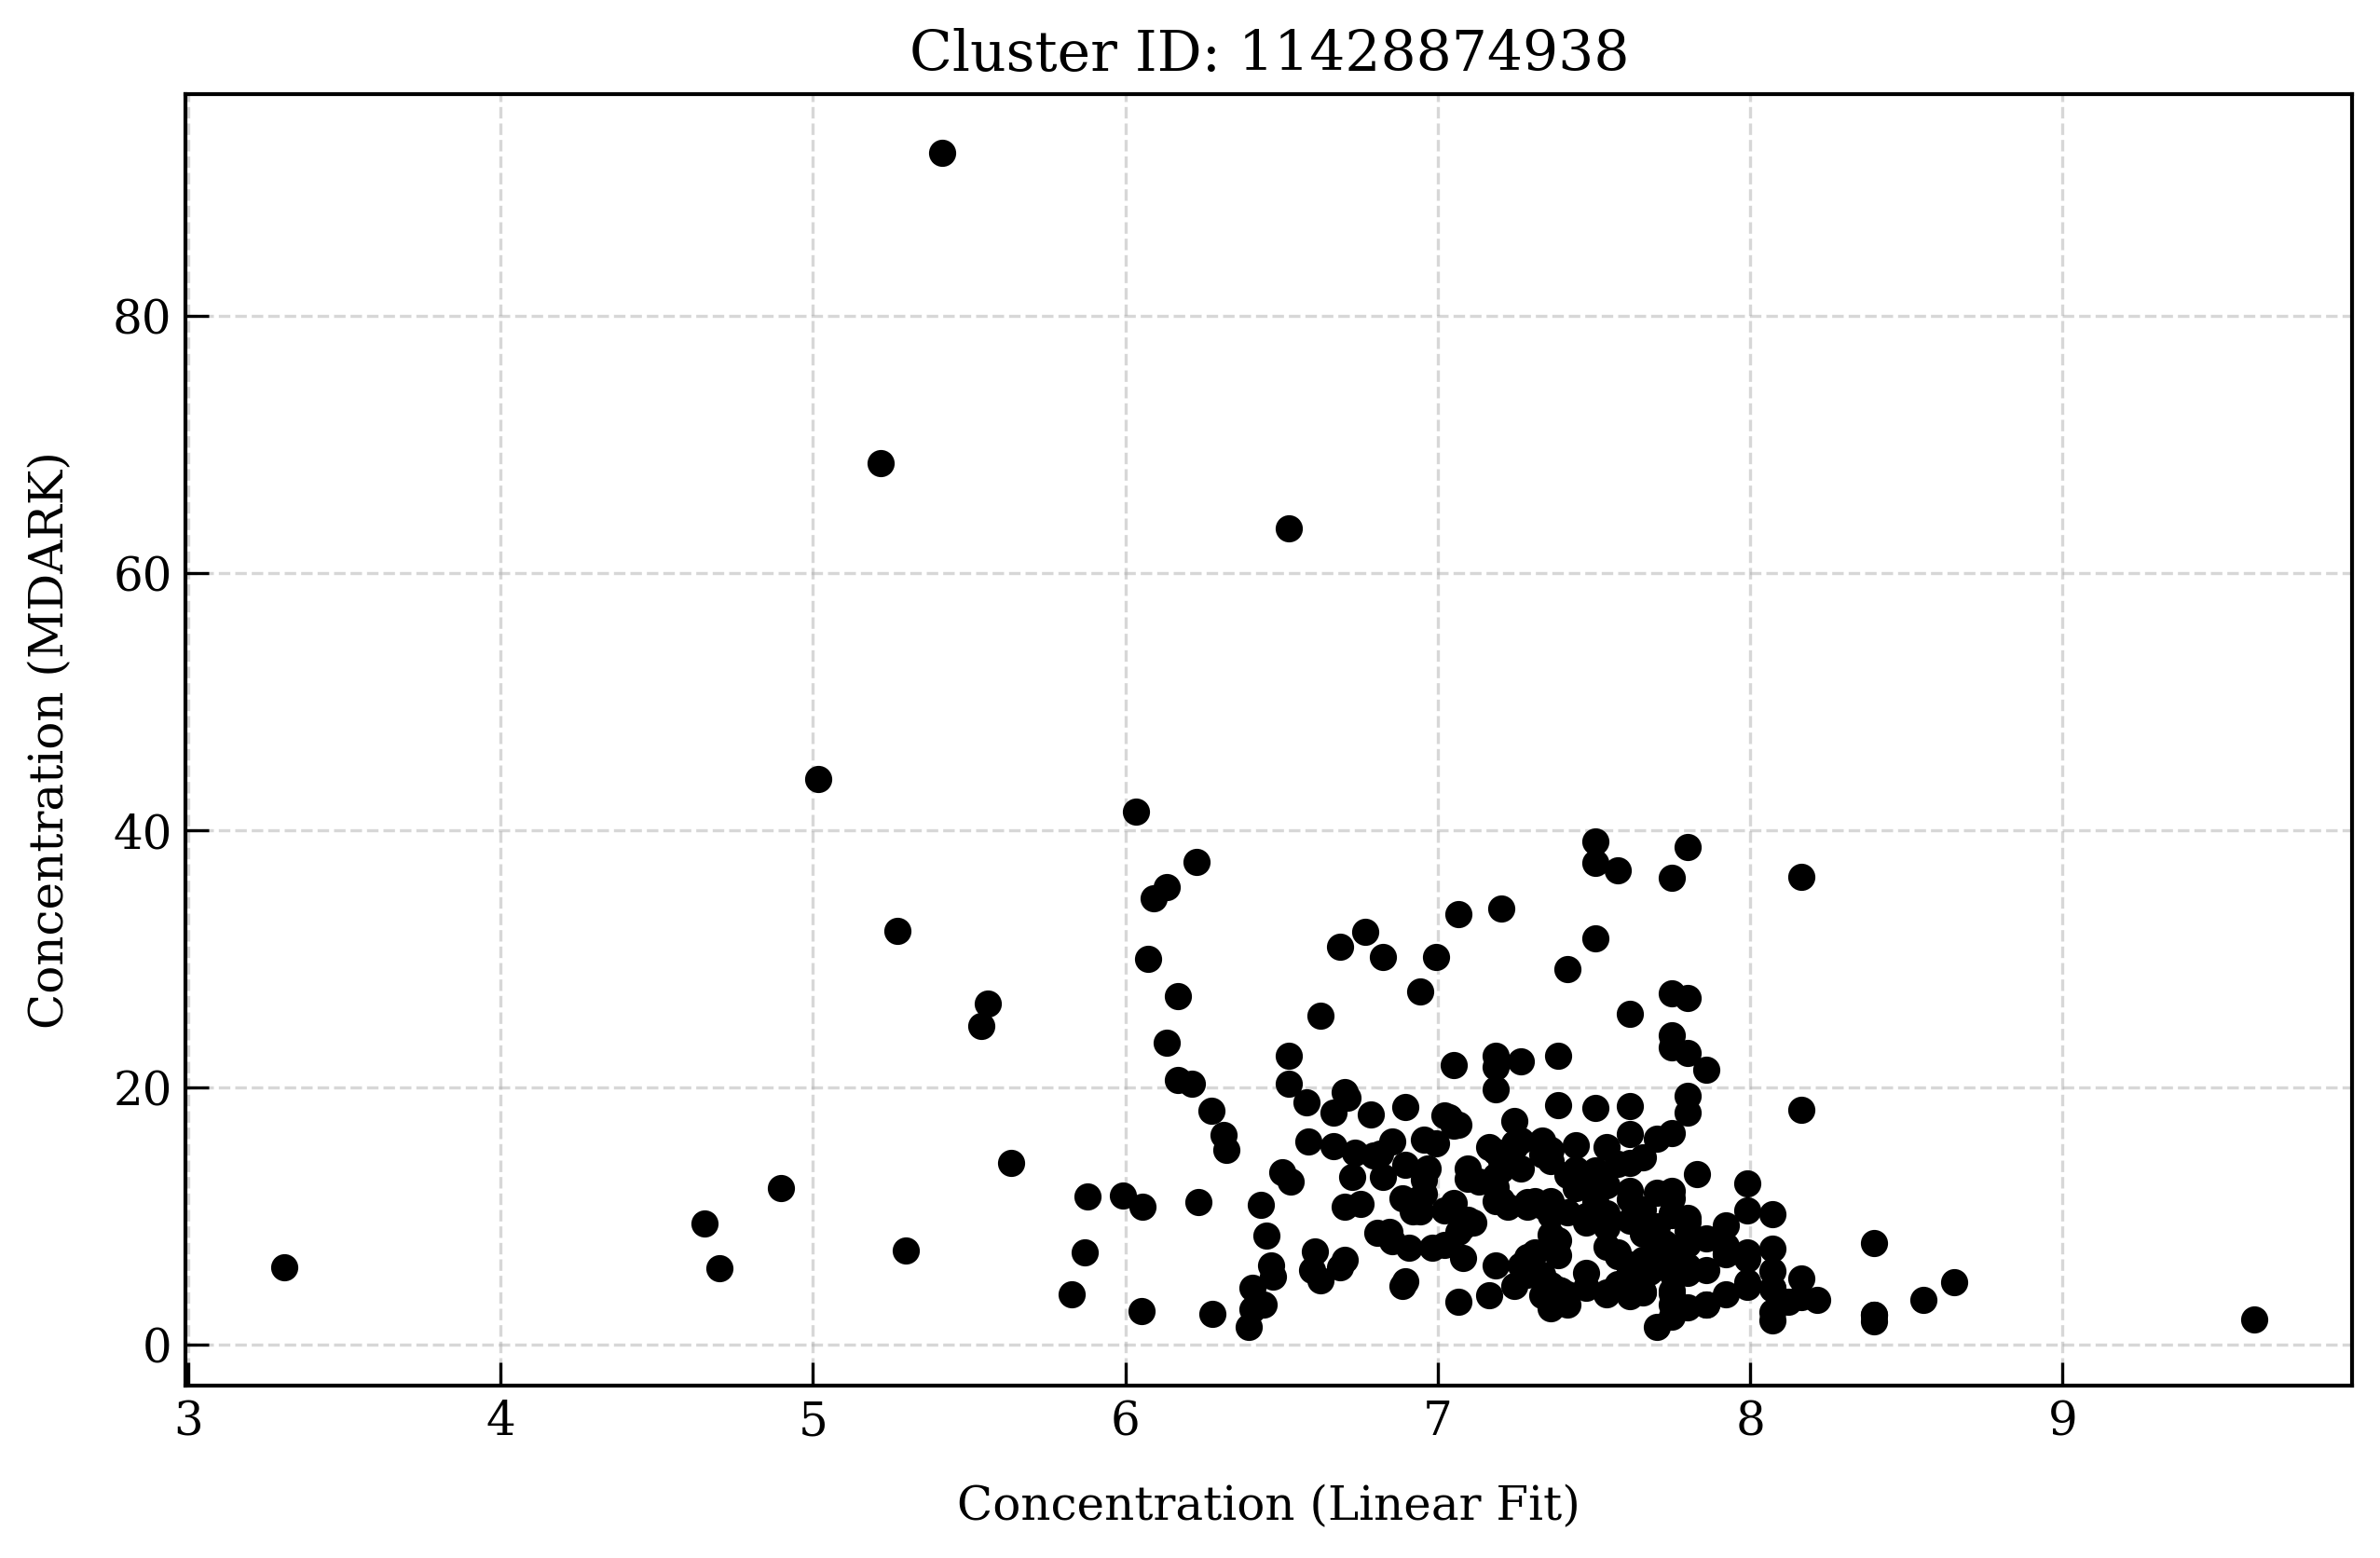 Cluster ID: 11428874938
Concentration (MDARK)
80
60
40
20
0
3 4 5 6 7 8 9
Concentration (Linear Fit)